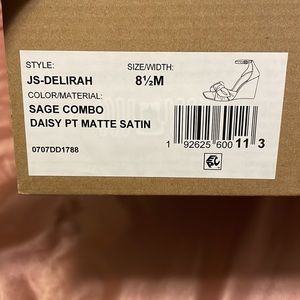 STYLE: SIZE/WIDTH:
JS-DELIRAH 8½M
COLOR/MATERIAL:
SAGE COMBO
DAISY PT MATTE SATIN
0707DD1788
1 92625 600 11 3